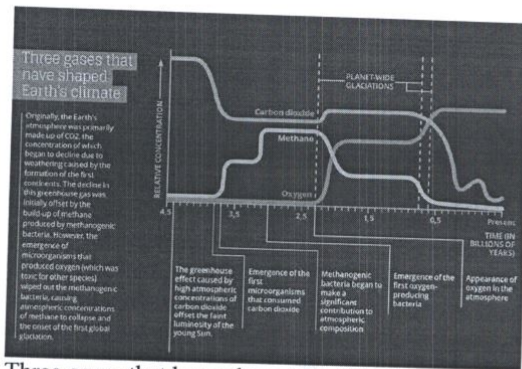 Three gases that
have shaped
Earth's climate
Originally, the Earth's
atmosphere was primarily
made up of CO2, the
concentration of which
began to decline due to
weathering caused by the
formation of the first
continents. The decline in
this greenhouse gas was
initially offset by the
build-up of methane
produced by methanogenic
bacteria. However, the
emergence of
microorganisms that
produced oxygen (which was
toxic for other species)
wiped out the methanogenic
bacteria, causing
atmospheric concentrations
of methane to collapse and
the onset of the first global
glaciation.
RELATIVE CONCENTRATION
PLANET-WIDE
GLACIATIONS
Carbon dioxide
Methane
Oxygen
4,5
3,5
2,5
1,5
0,5
Present
TIME (IN
BILLIONS OF
YEARS)
The greenhouse
effect caused by
high atmospheric
concentrations of
carbon dioxide
offset the faint
luminosity of the
young Sun.
Emergence of the
first
microorganisms
that consumed
carbon dioxide
Methanogenic
bacteria began to
make a
significant
contribution to
atmospheric
composition
Emergence of the
first oxygen-
producing
bacteria
Appearance of
oxygen in the
atmosphere